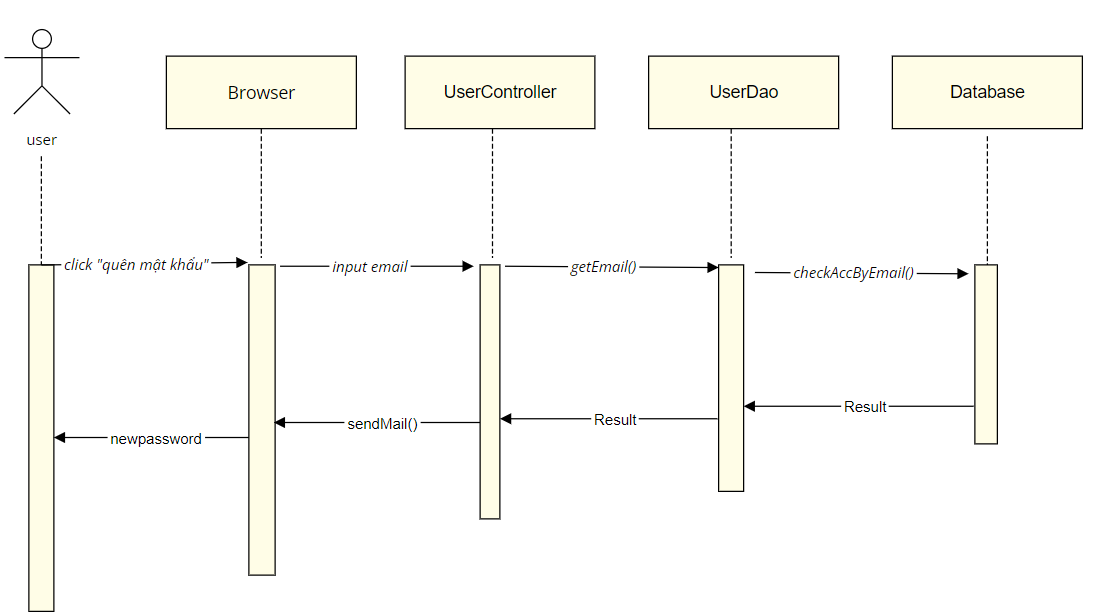 user
Browser
UserController
UserDao
Database
click "quên mật khẩu"
input email
getEmail()
checkAccByEmail()
Result
Result
sendMail()
newpassword